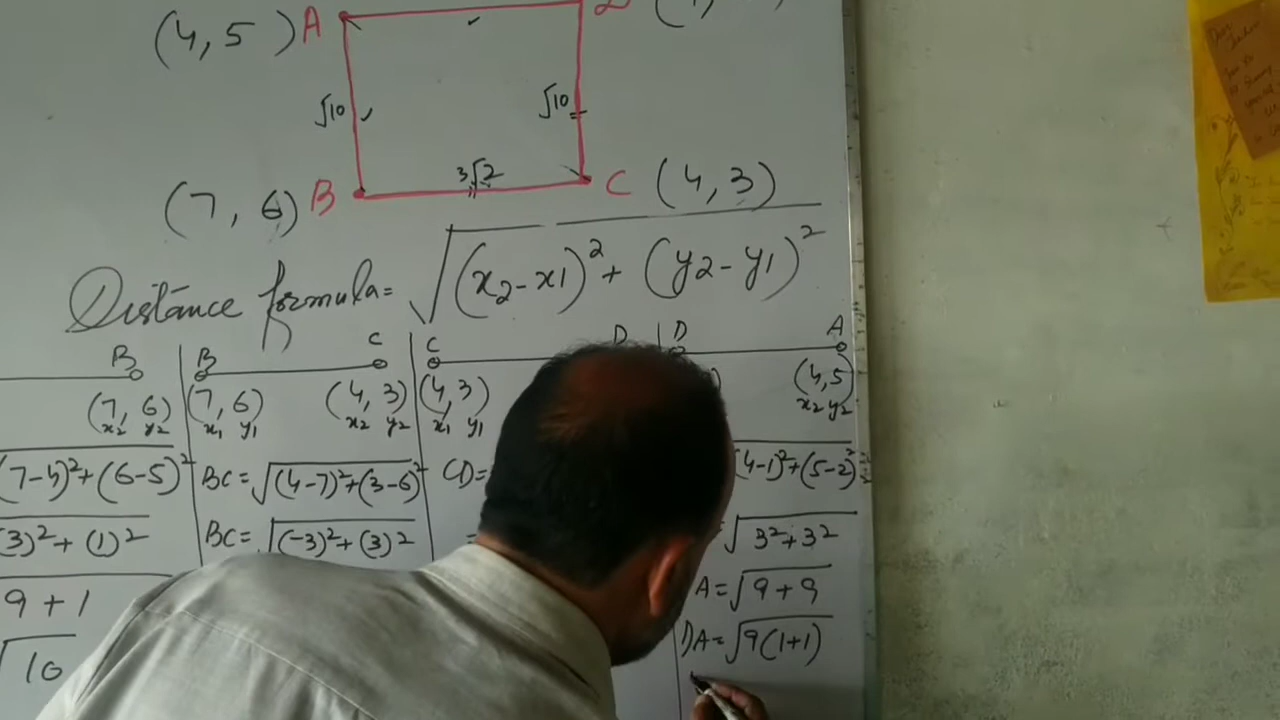 (4, 5) A
√10 √10
3√2
(7, 6) B C (4, 3)
Distance formula = √(x2 - x1)² + (y2 - y1)²
B B C C D D A
(7, 6) (7, 6) (4, 3) (4, 3) (4, 5)
x2 y2 x1 y1 x2 y2 x1 y1 x2 y2
(7-4)² + (6-5)² BC = √(4-7)² + (3-6)² CD = (4-1)² + (5-2)²
3)² + (1)² BC = √(-3)² + (3)² = √3² + 3²
9 + 1 A = √9 + 9
√10 DA = √9(1+1)